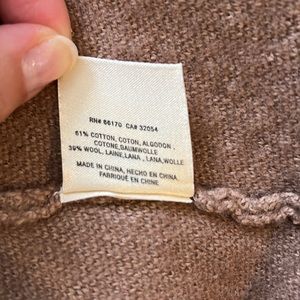 RN# 66170 CA# 32054
61% COTTON, COTON, ALGODON,
COTONE,BAUMWOLLE
39% WOOL, LAINE,LANA , LANA,WOLLE
MADE IN CHINA, HECHO EN CHINA,
FABRIQUÉ EN CHINE